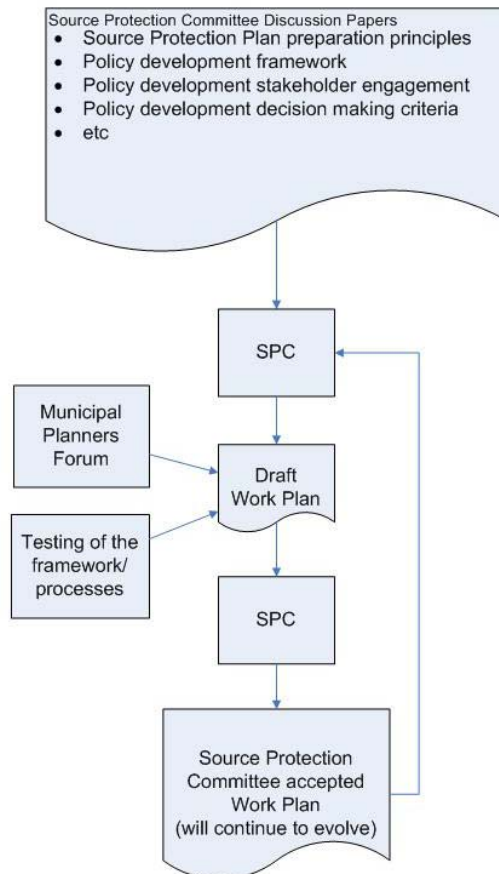 Source Protection Committee Discussion Papers
• Source Protection Plan preparation principles
• Policy development framework
• Policy development stakeholder engagement
• Policy development decision making criteria
• etc
SPC
Municipal
Planners
Forum
Draft
Work Plan
Testing of the
framework/
processes
SPC
Source Protection
Committee accepted
Work Plan
(will continue to evolve)